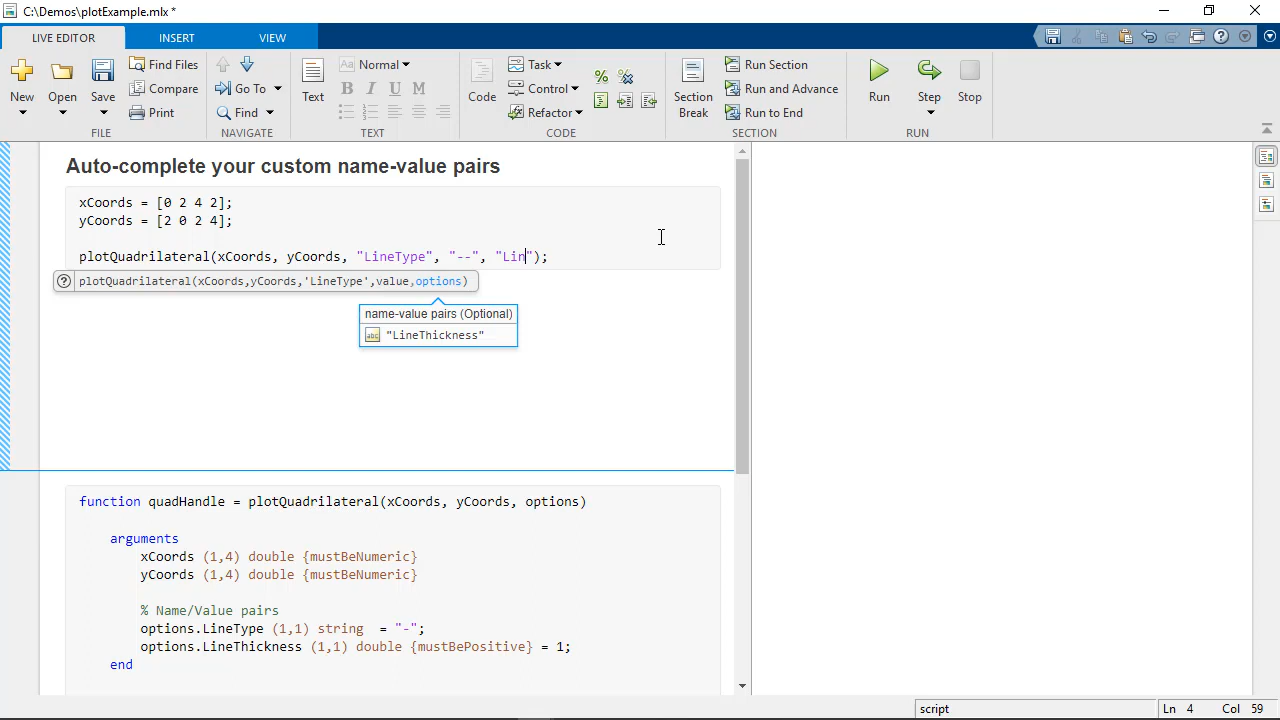 C:\Demos\plotExample.mlx *
LIVE EDITOR INSERT VIEW
New Open Save Find Files Compare Print
FILE
Go To Find
NAVIGATE
Text Aa Normal B I U M
TEXT
Code Task Control Refactor
CODE
Section Break Run Section Run and Advance Run to End
SECTION
Run Step Stop
RUN
Auto-complete your custom name-value pairs
xCoords = [0 2 4 2];
yCoords = [2 0 2 4];
plotQuadrilateral(xCoords, yCoords, "LineType", "--", "Lin");
plotQuadrilateral(xCoords,yCoords,'LineType',value,options)
name-value pairs (Optional)
abc "LineThickness"
function quadHandle = plotQuadrilateral(xCoords, yCoords, options)
arguments
xCoords (1,4) double {mustBeNumeric}
yCoords (1,4) double {mustBeNumeric}
% Name/Value pairs
options.LineType (1,1) string  = "-";
options.LineThickness (1,1) double {mustBePositive} = 1;
end
script Ln 4 Col 59